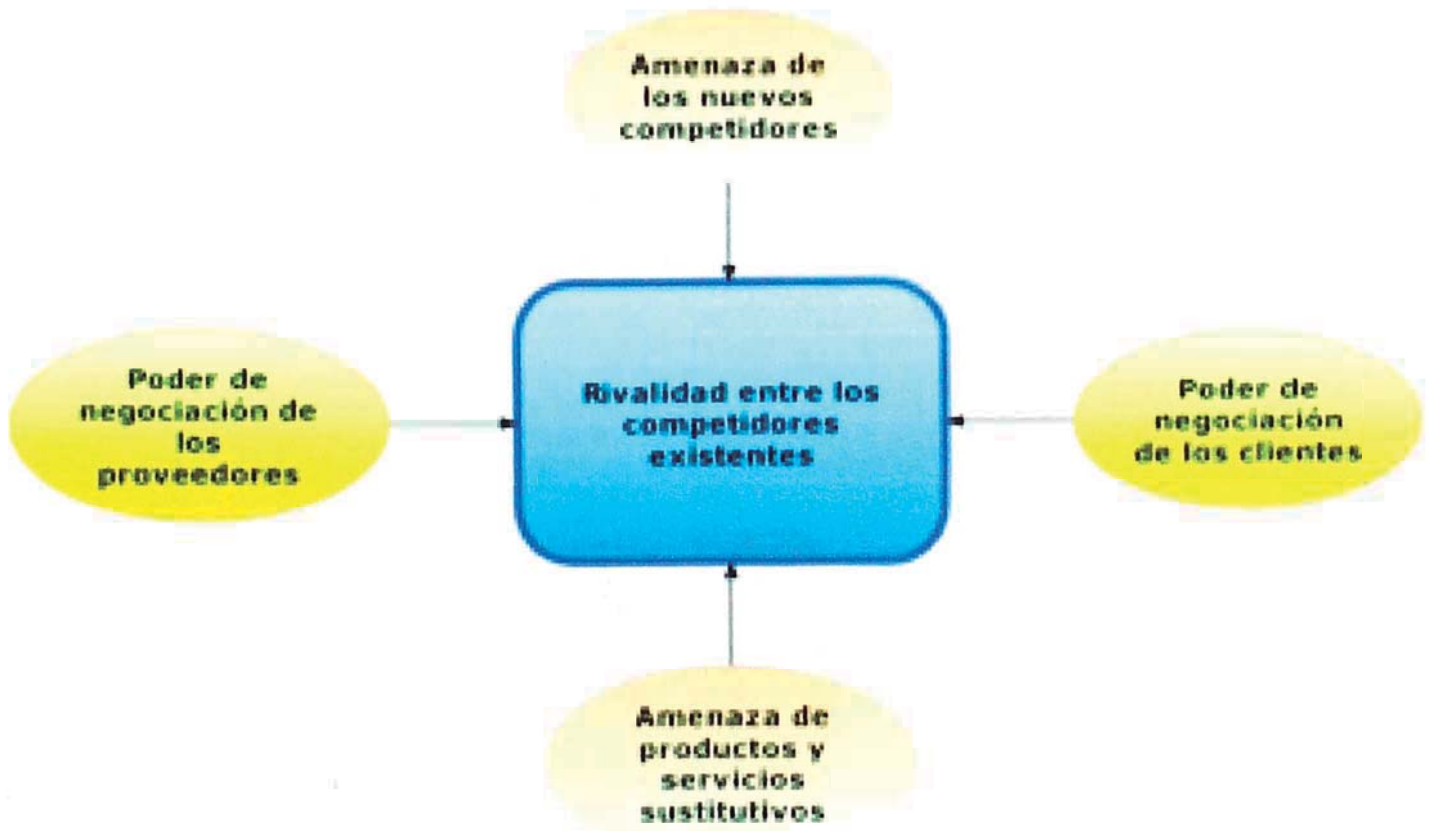 Amenaza de
los nuevos
competidores
Poder de
negociación de
los
proveedores
Rivalidad entre los
competidores
existentes
Poder de
negociación
de los clientes
Amenaza de
productos y
servicios
sustitutivos